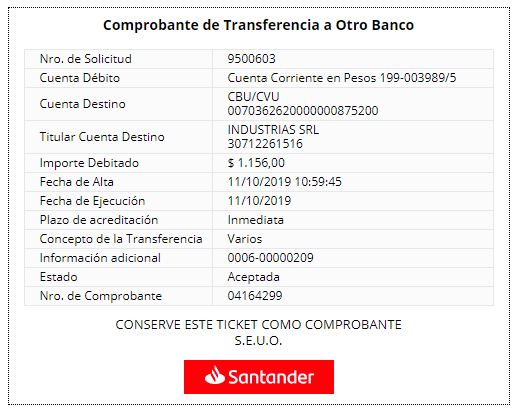 Comprobante de Transferencia a Otro Banco
Nro. de Solicitud 9500603
Cuenta Débito Cuenta Corriente en Pesos 199-003989/5
Cuenta Destino CBU/CVU
0070362620000000875200
Titular Cuenta Destino INDUSTRIAS SRL
30712261516
Importe Debitado $ 1.156,00
Fecha de Alta 11/10/2019 10:59:45
Fecha de Ejecución 11/10/2019
Plazo de acreditación Inmediata
Concepto de la Transferencia Varios
Información adicional 0006-00000209
Estado Aceptada
Nro. de Comprobante 04164299
CONSERVE ESTE TICKET COMO COMPROBANTE
S.E.U.O.
Santander